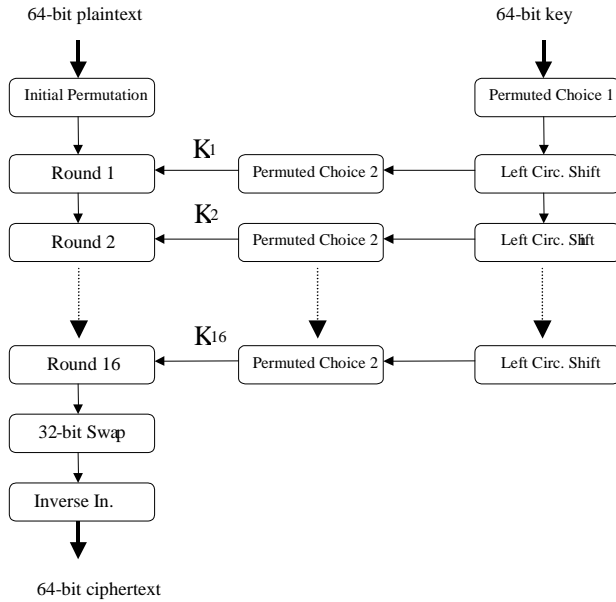 64-bit plaintext
64-bit key
Initial Permutation
Permuted Choice 1
K1
Round 1
Permuted Choice 2
Left Circ. Shift
K2
Round 2
Permuted Choice 2
Left Circ. Shift
K16
Round 16
Permuted Choice 2
Left Circ. Shift
32-bit Swap
Inverse In.
64-bit ciphertext